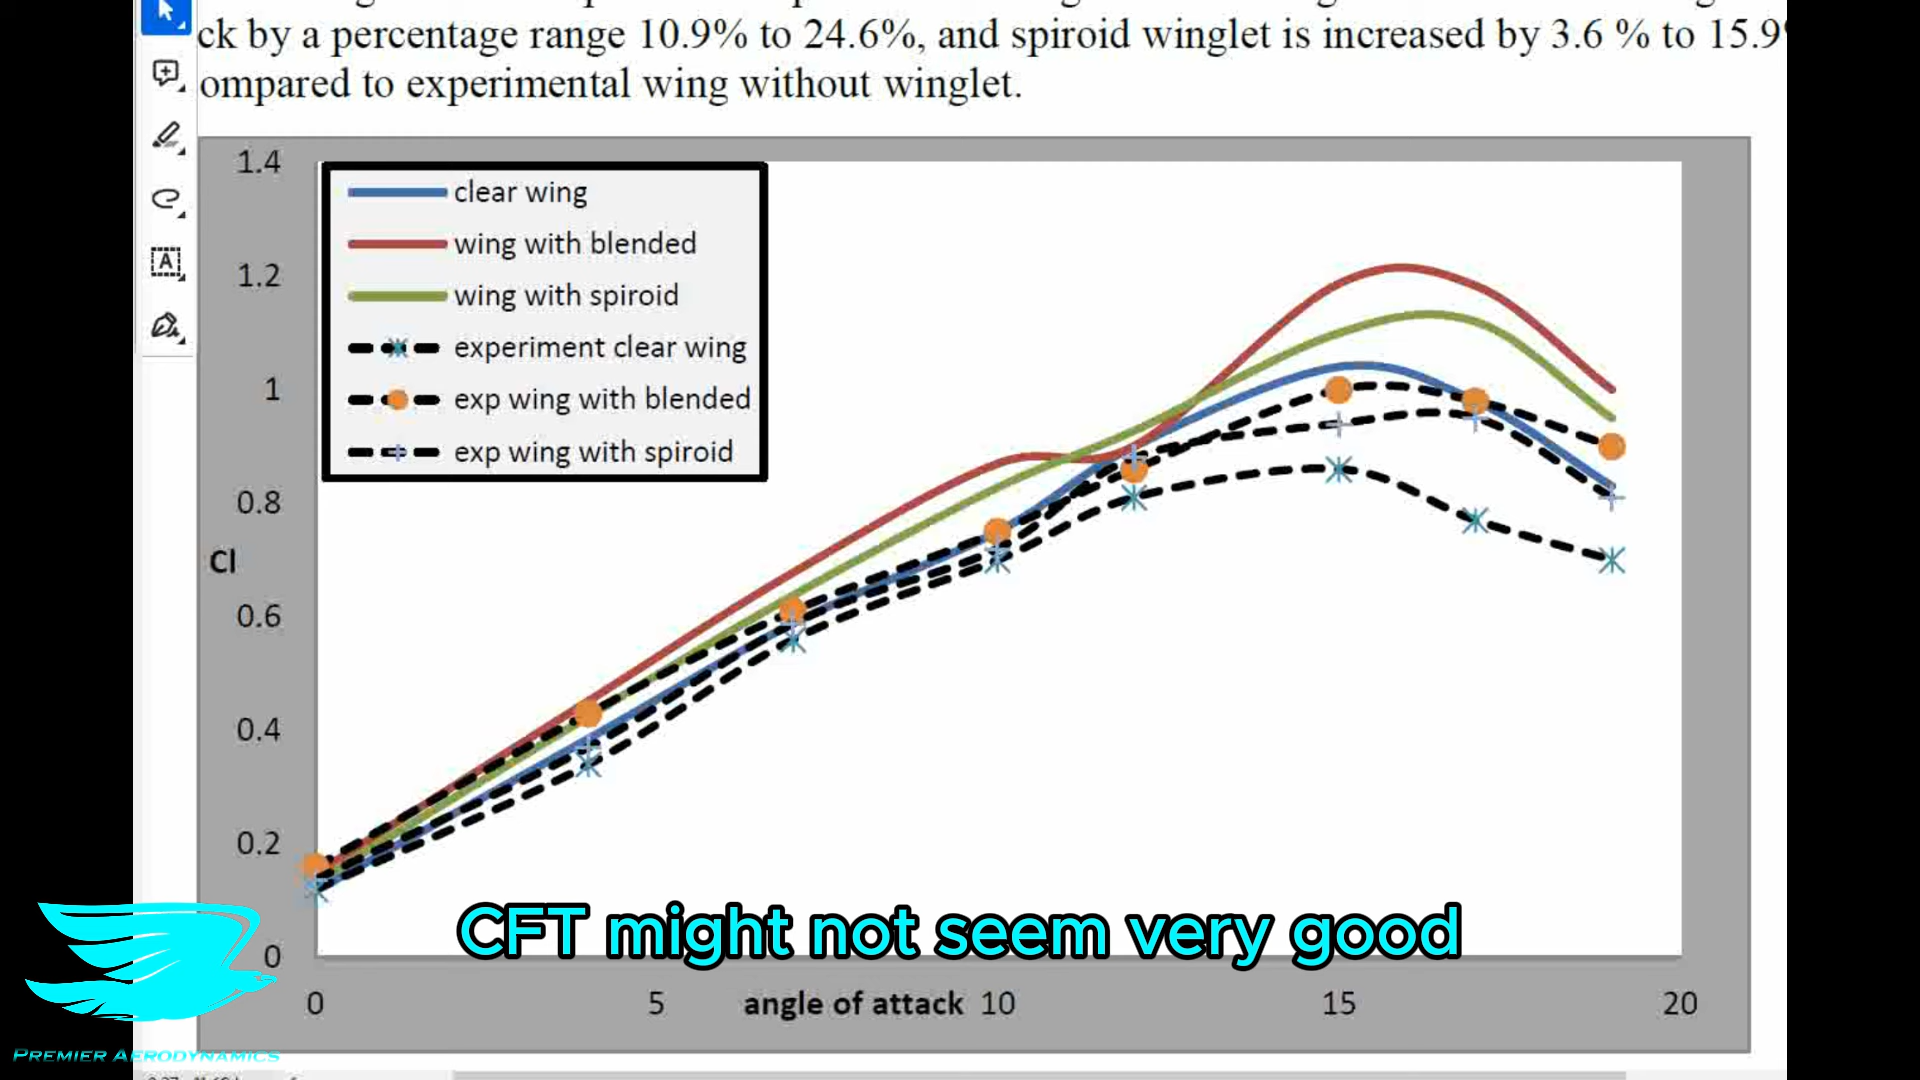 ck by a percentage range 10.9% to 24.6%, and spiroid winglet is increased by 3.6 % to 15.9
ompared to experimental wing without winglet.
1.4
1.2
1
0.8
Cl
0.6
0.4
0.2
0
clear wing
wing with blended
wing with spiroid
experiment clear wing
exp wing with blended
exp wing with spiroid
CFT might not seem very good
0 5 angle of attack 10 15 20
PREMIER AERODYNAMICS